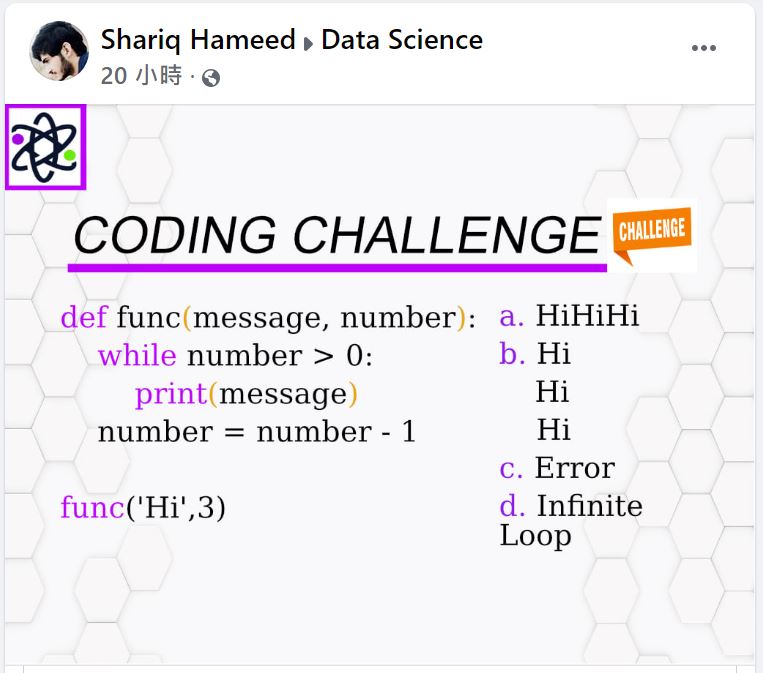 Shariq Hameed ▸ Data Science
20 小時 ·
CODING CHALLENGE
CHALLENGE
def func(message, number):
    while number > 0:
        print(message)
    number = number - 1
func('Hi',3)
a. HiHiHi
b. Hi
Hi
Hi
c. Error
d. Infinite
Loop